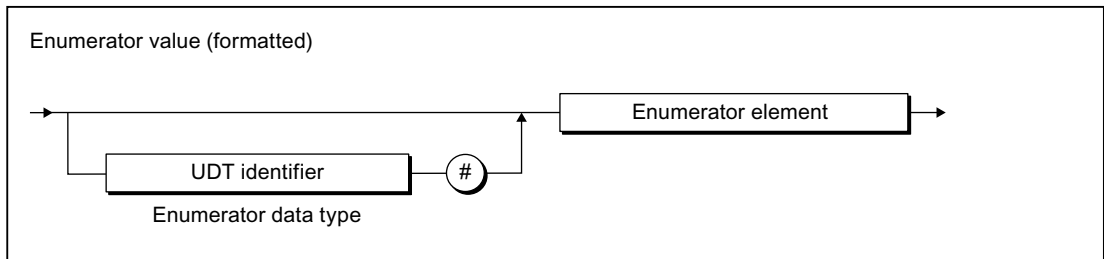 Enumerator value (formatted)
Enumerator element
UDT identifier
#
Enumerator data type